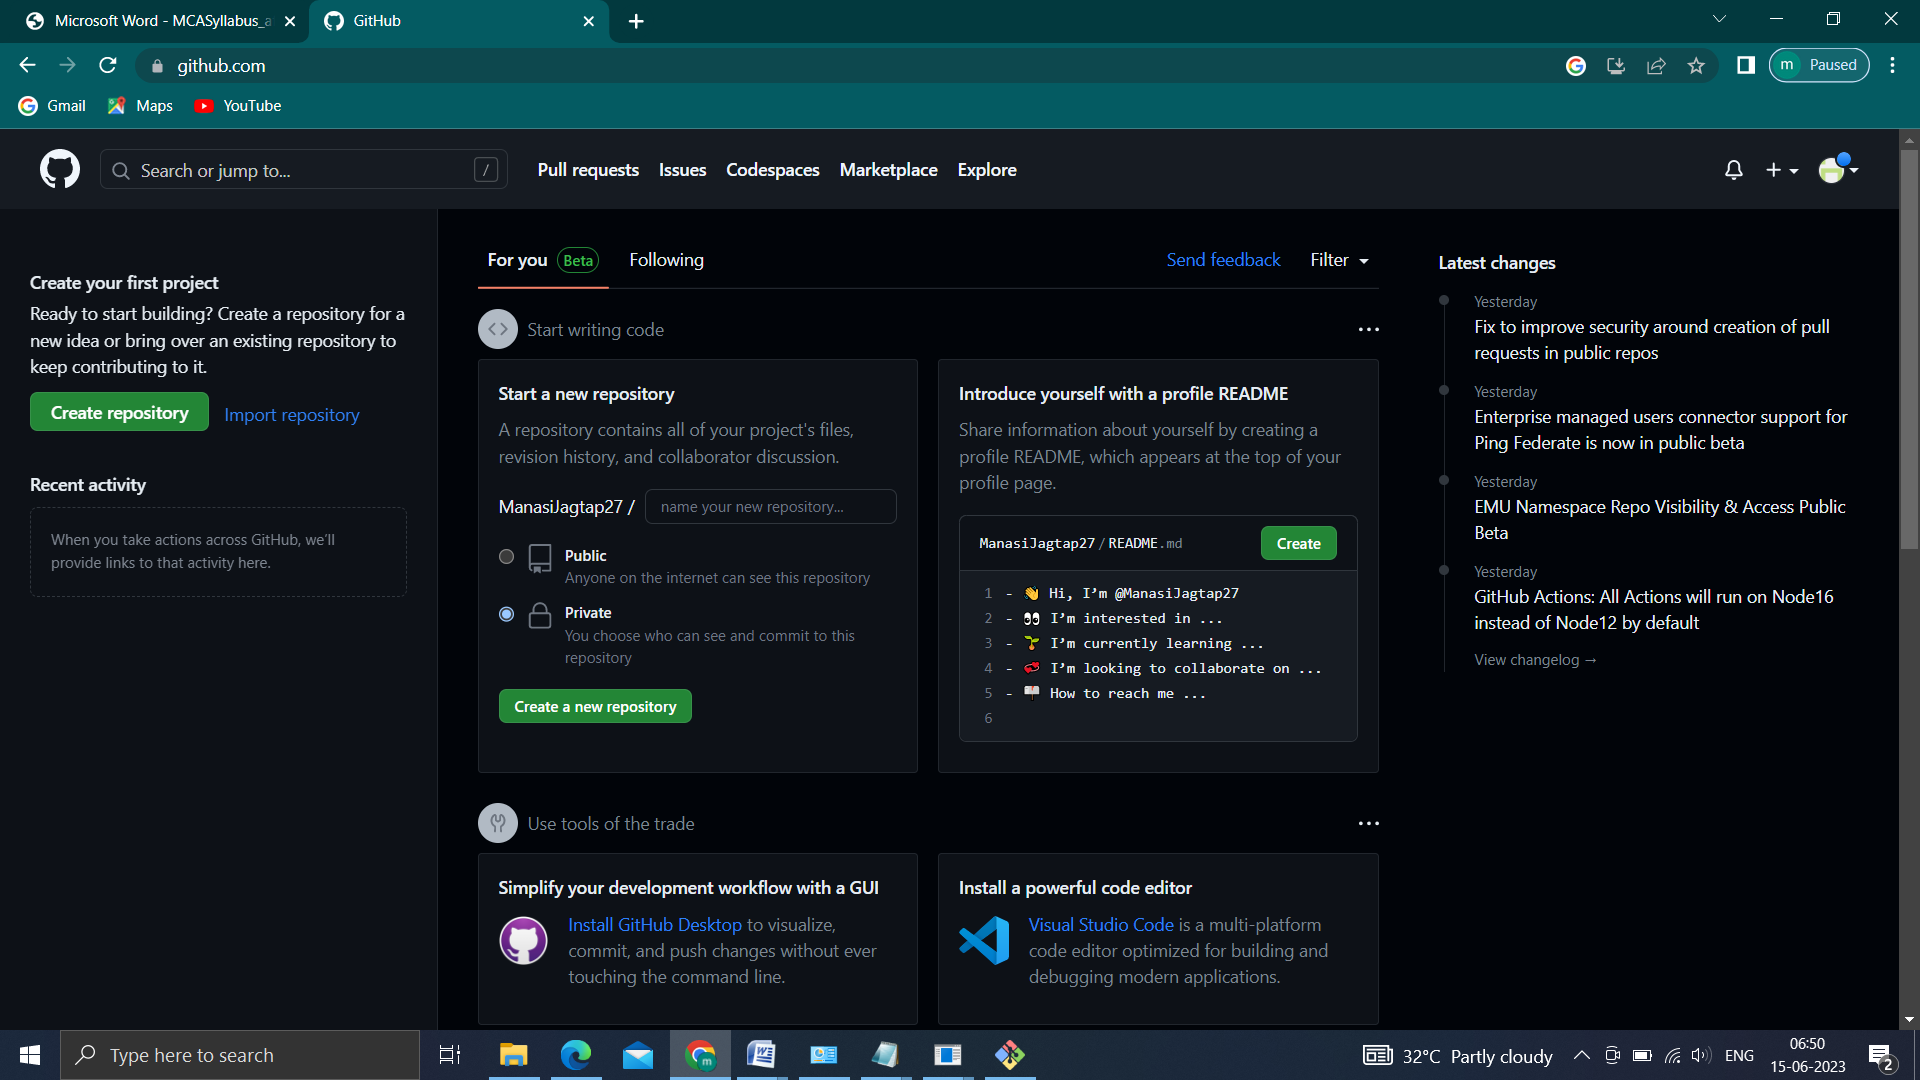 Microsoft Word - MCASyllabus_a
GitHub
github.com
Paused
m
Gmail
Maps
YouTube
Search or jump to...
/
Pull requests
Issues
Codespaces
Marketplace
Explore
Create your first project
Ready to start building? Create a repository for a
new idea or bring over an existing repository to
keep contributing to it.
Create repository
Import repository
Recent activity
When you take actions across GitHub, we'll
provide links to that activity here.
For you
Beta
Following
Send feedback
Filter
Start writing code
Start a new repository
A repository contains all of your project's files,
revision history, and collaborator discussion.
ManasiJagtap27 /
name your new repository...
Public
Anyone on the internet can see this repository
Private
You choose who can see and commit to this
repository
Create a new repository
Introduce yourself with a profile README
Share information about yourself by creating a
profile README, which appears at the top of your
profile page.
ManasiJagtap27 / README.md
Create
1 - 👋 Hi, I’m @ManasiJagtap27
2 - 👀 I’m interested in ...
3 - 🌱 I’m currently learning ...
4 - 💞️ I’m looking to collaborate on ...
5 - 📫 How to reach me ...
6
Use tools of the trade
Simplify your development workflow with a GUI
Install GitHub Desktop to visualize,
commit, and push changes without ever
touching the command line.
Install a powerful code editor
Visual Studio Code is a multi-platform
code editor optimized for building and
debugging modern applications.
Latest changes
Yesterday
Fix to improve security around creation of pull
requests in public repos
Yesterday
Enterprise managed users connector support for
Ping Federate is now in public beta
Yesterday
EMU Namespace Repo Visibility & Access Public
Beta
Yesterday
GitHub Actions: All Actions will run on Node16
instead of Node12 by default
View changelog →
Type here to search
32°C Partly cloudy
ENG
06:50
15-06-2023
2